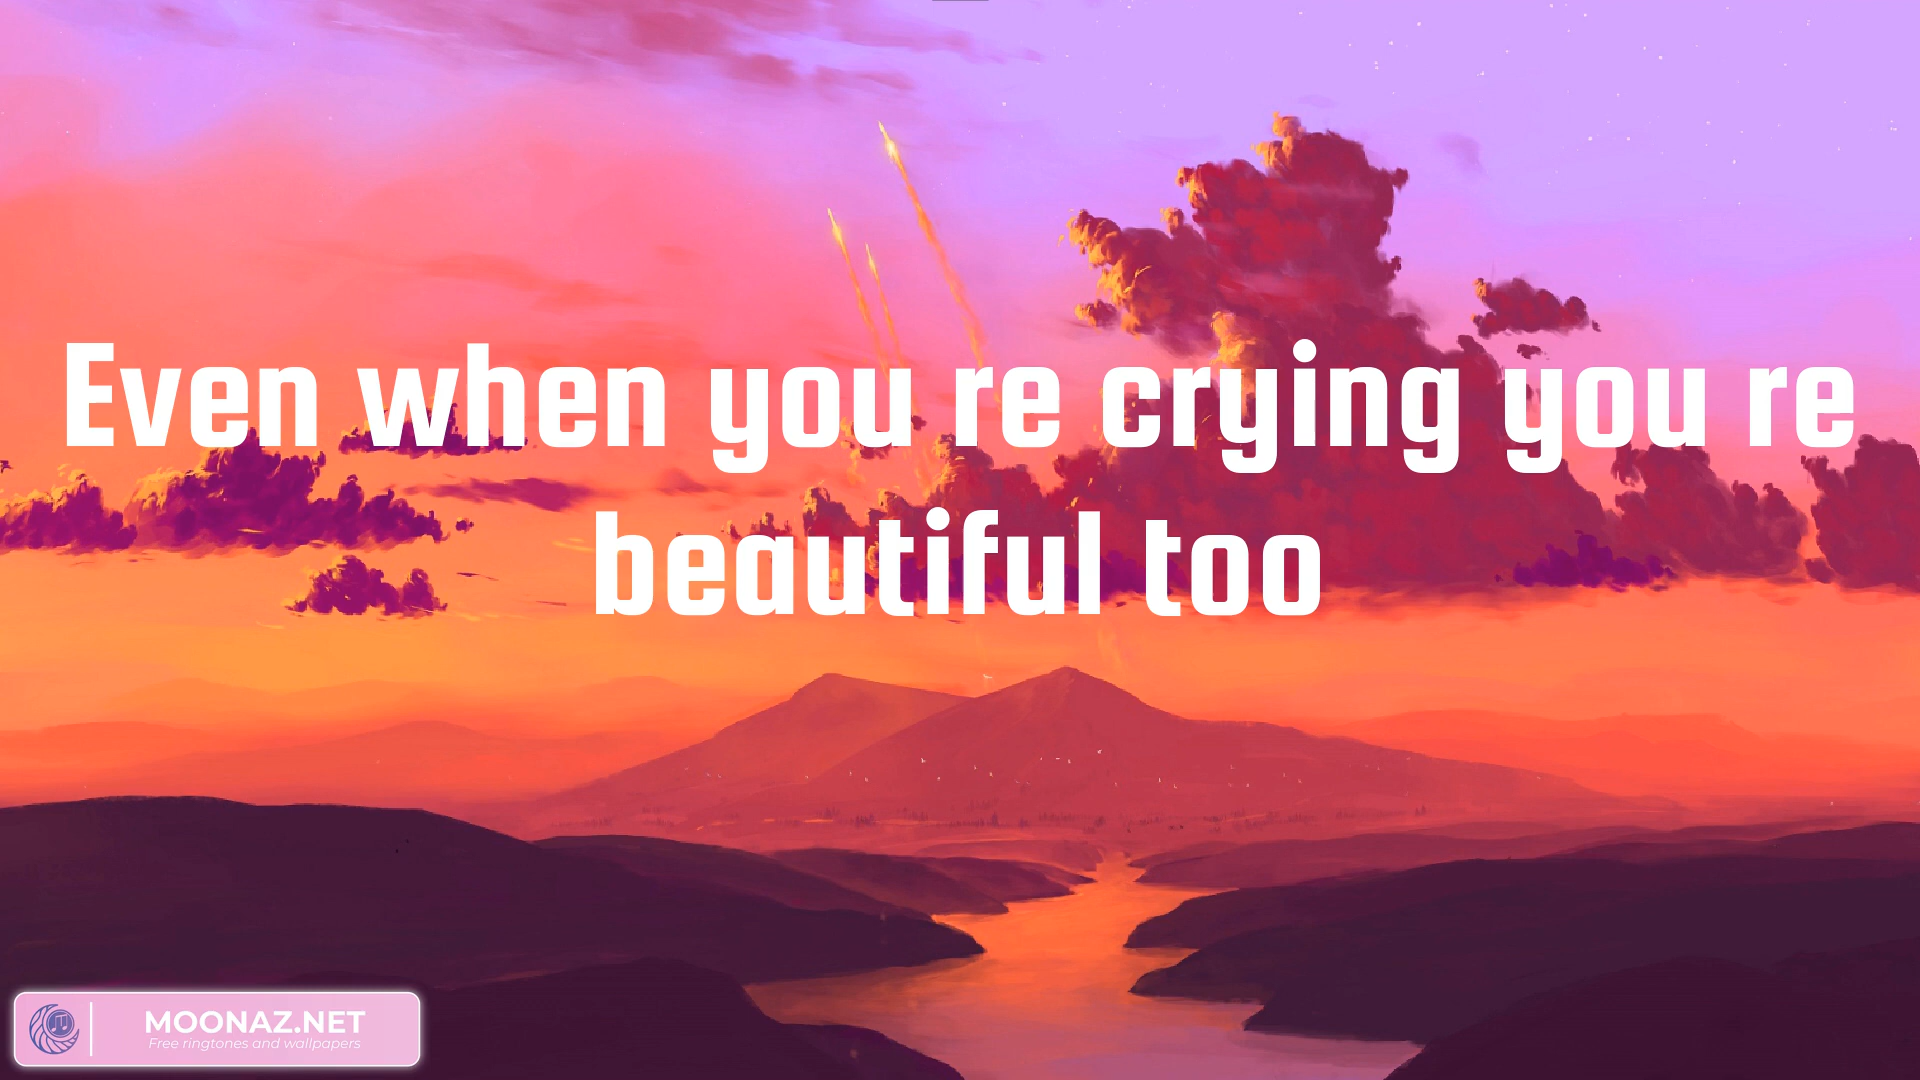 Even when you re crying you re
beautiful too
MOONAZ.NET
Free ringtones and wallpapers